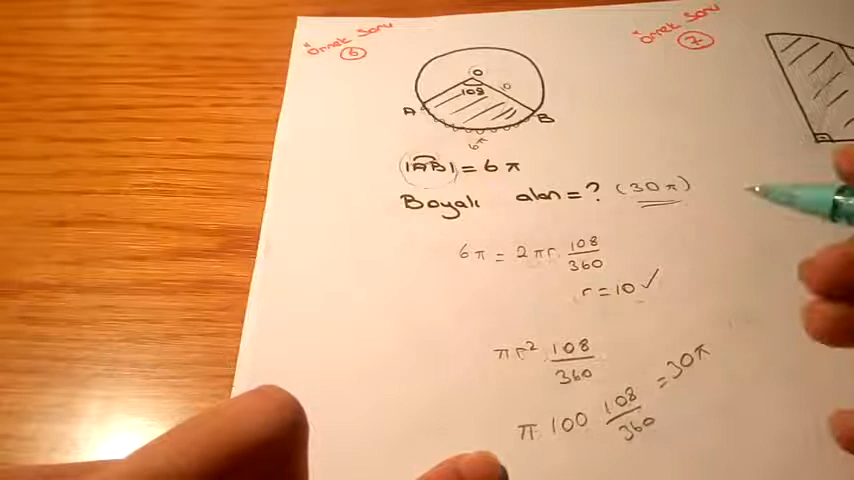 "Örnek Soru
6
"Örnek Soru
7
O
108
10
A
B
6π
|AB| = 6π
Boyalı alan = ? (30π)
6π = 2πr. 108/360
r = 10 ✓
πr² 108/360
π 100 108/360 = 30π